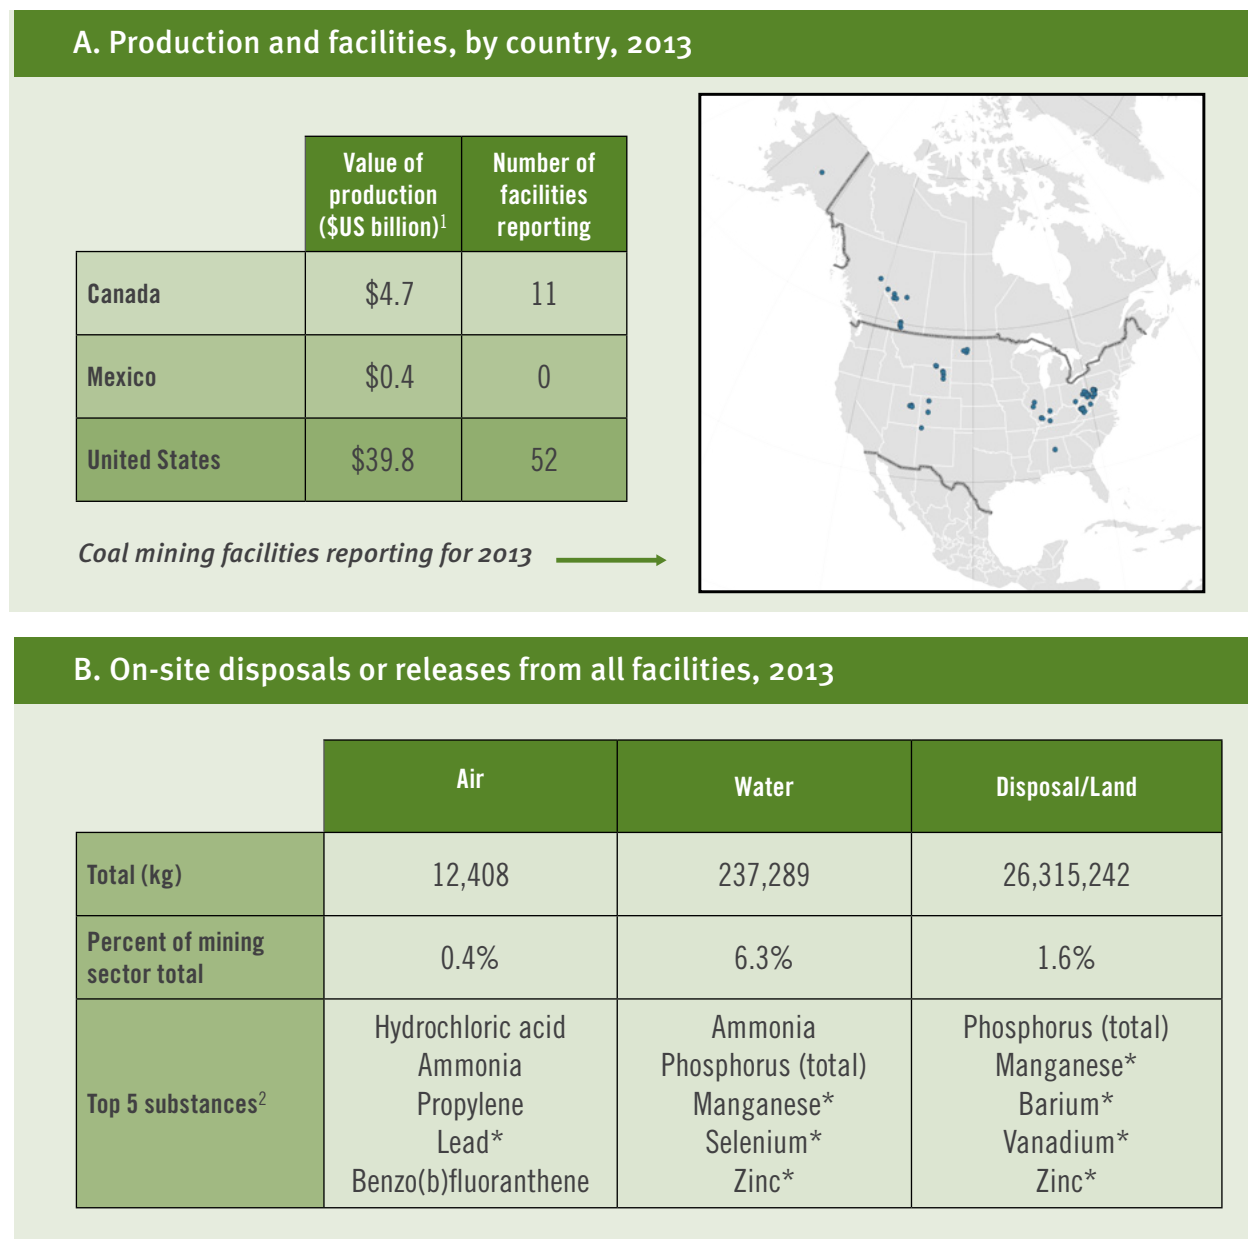 A. Production and facilities, by country, 2013
Value of
production
($US billion)1
Number of
facilities
reporting
Canada
$4.7
11
Mexico
$0.4
0
United States
$39.8
52
Coal mining facilities reporting for 2013
B. On-site disposals or releases from all facilities, 2013
Air
Water
Disposal/Land
Total (kg)
12,408
237,289
26,315,242
Percent of mining
sector total
0.4%
6.3%
1.6%
Top 5 substances2
Hydrochloric acid
Ammonia
Propylene
Lead*
Benzo(b)fluoranthene
Ammonia
Phosphorus (total)
Manganese*
Selenium*
Zinc*
Phosphorus (total)
Manganese*
Barium*
Vanadium*
Zinc*